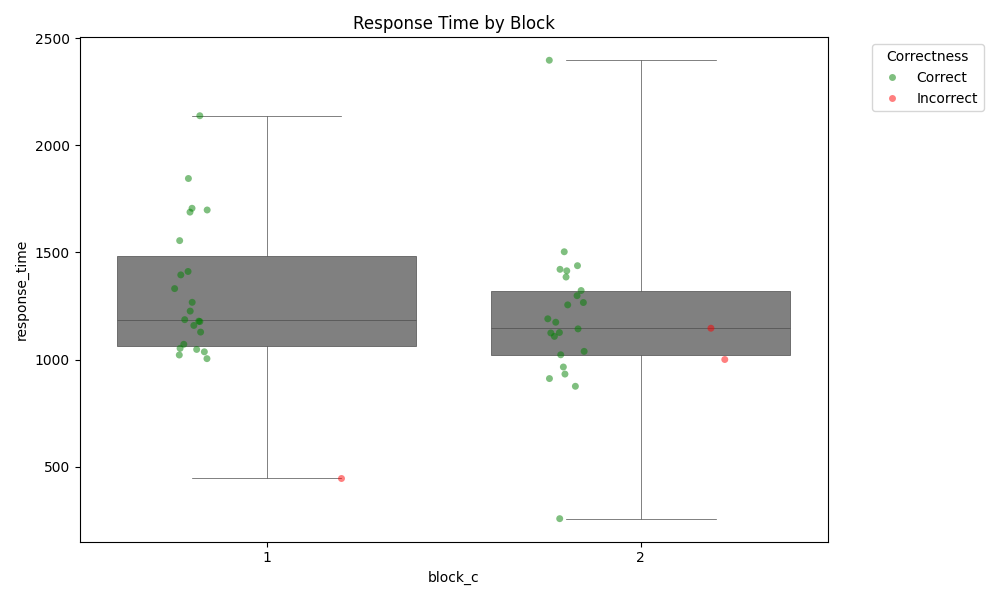 Response Time by Block
response_time
2500
2000
1500
1000
500
1
2
block_c
Correctness
Correct
Incorrect